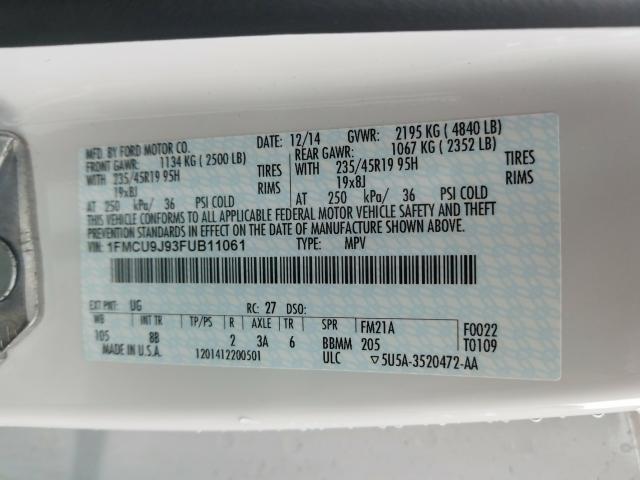 MFD. BY FORD MOTOR CO. DATE: 12/14 GVWR: 2195 KG ( 4840 LB)
FRONT GAWR: 1134 KG ( 2500 LB) REAR GAWR: 1067 KG ( 2352 LB)
WITH 235/45R19 95H TIRES WITH 235/45R19 95H TIRES
19x8J RIMS 19x8J RIMS
AT 250 kPa/ 36 PSI COLD AT 250 kPa/ 36 PSI COLD
THIS VEHICLE CONFORMS TO ALL APPLICABLE FEDERAL MOTOR VEHICLE SAFETY AND THEFT
PREVENTION STANDARDS IN EFFECT ON THE DATE OF MANUFACTURE SHOWN ABOVE.
VIN: 1FMCU9J93FUB11061 TYPE: MPV
EXT PNT: UG RC: 27 DSO:
WB INT TR TP/PS R AXLE TR SPR FM21A F0022
105 8B 2 3A 6 BBMM 205 T0109
MADE IN U.S.A. 1201412200501 ULC ▽5U5A-3520472-AA